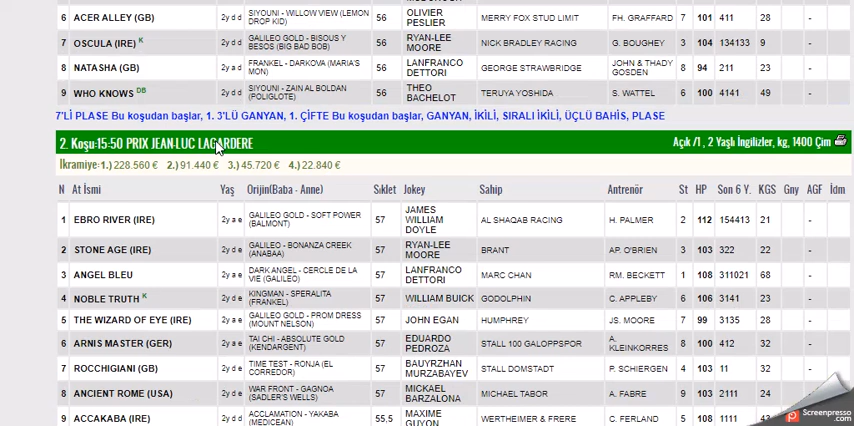 6 ACER ALLEY (GB) 2y d d SIYOUNI - WILLOW VIEW (LEMON DROP KID) 56 OLIVIER PESLIER MERRY FOX STUD LIMIT FH. GRAFFARD 7 101 411 28 -
7 OSCULA (IRE) K 2y d d GALILEO GOLD - BISOUS Y BESOS (BIG BAD BOB) 56 RYAN-LEE MOORE NICK BRADLEY RACING G. BOUGHEY 3 104 134133 9 -
8 NATASHA (GB) 2y a d FRANKEL - DARKOVA (MARIA'S MON) 56 LANFRANCO DETTORI GEORGE STRAWBRIDGE JOHN & THADY GOSDEN 8 94 211 23 -
9 WHO KNOWS DB 2y d d SIYOUNI - ZAIN AL BOLDAN (POLIGLOTE) 56 THEO BACHELOT TERUYA YOSHIDA S. WATTEL 6 100 4141 49 -
7'Lİ PLASE Bu koşudan başlar, 1. 3'LÜ GANYAN, 1. ÇİFTE Bu koşudan başlar, GANYAN, İKİLİ, SIRALI İKİLİ, ÜÇLÜ BAHİS, PLASE
2. Koşu:15:50 PRIX JEAN-LUC LAGARDERE Açık /1 , 2 Yaşlı İngilizler, kg, 1400 Çim
İkramiye:1.) 228.560 € 2.) 91.440 € 3.) 45.720 € 4.) 22.840 €
N At İsmi Yaş Orijin(Baba - Anne) Sıklet Jokey Sahip Antrenör St HP Son 6 Y. KGS Gny AGF İdm
1 EBRO RIVER (IRE) 2y a e GALILEO GOLD - SOFT POWER (BALMONT) 57 JAMES WILLIAM DOYLE AL SHAQAB RACING H. PALMER 2 112 154413 21 -
2 STONE AGE (IRE) 2y d e GALILEO - BONANZA CREEK (ANABAA) 57 RYAN-LEE MOORE BRANT AP. O'BRIEN 3 103 322 22 -
3 ANGEL BLEU 2y a e DARK ANGEL - CERCLE DE LA VIE (GALILEO) 57 LANFRANCO DETTORI MARC CHAN RM. BECKETT 1 108 311021 68 -
4 NOBLE TRUTH K 2y d e KINGMAN - SPERALITA (FRANKEL) 57 WILLIAM BUICK GODOLPHIN C. APPLEBY 6 106 3141 23 -
5 THE WIZARD OF EYE (IRE) 2y a e GALILEO GOLD - PROM DRESS (MOUNT NELSON) 57 JOHN EGAN HUMPHREY JS. MOORE 7 99 3135 28 -
6 ARNIS MASTER (GER) 2y a e TAI CHI - ABSOLUTE GOLD (KENDARGENT) 57 EDUARDO PEDROZA STALL 100 GALOPPSPOR A. KLEINKORRES 8 100 412 32 -
7 ROCCHIGIANI (GB) 2y d e TIME TEST - RONJA (EL CORREDOR) 57 BAUYRZHAN MURZABAYEV STALL DOMSTADT P. SCHIERGEN 4 103 11 32 -
8 ANCIENT ROME (USA) 2y d e WAR FRONT - GAGNOA (SADLER'S WELLS) 57 MICKAEL BARZALONA MICHAEL TABOR A. FABRE 9 103 2111 24 -
9 ACCAKABA (IRE) 2y d d ACCLAMATION - YAKABA (MEDICEAN) 55,5 MAXIME GUYON WERTHEIMER & FRERE C. FERLAND 5 108 1111
Screenpresso
.com